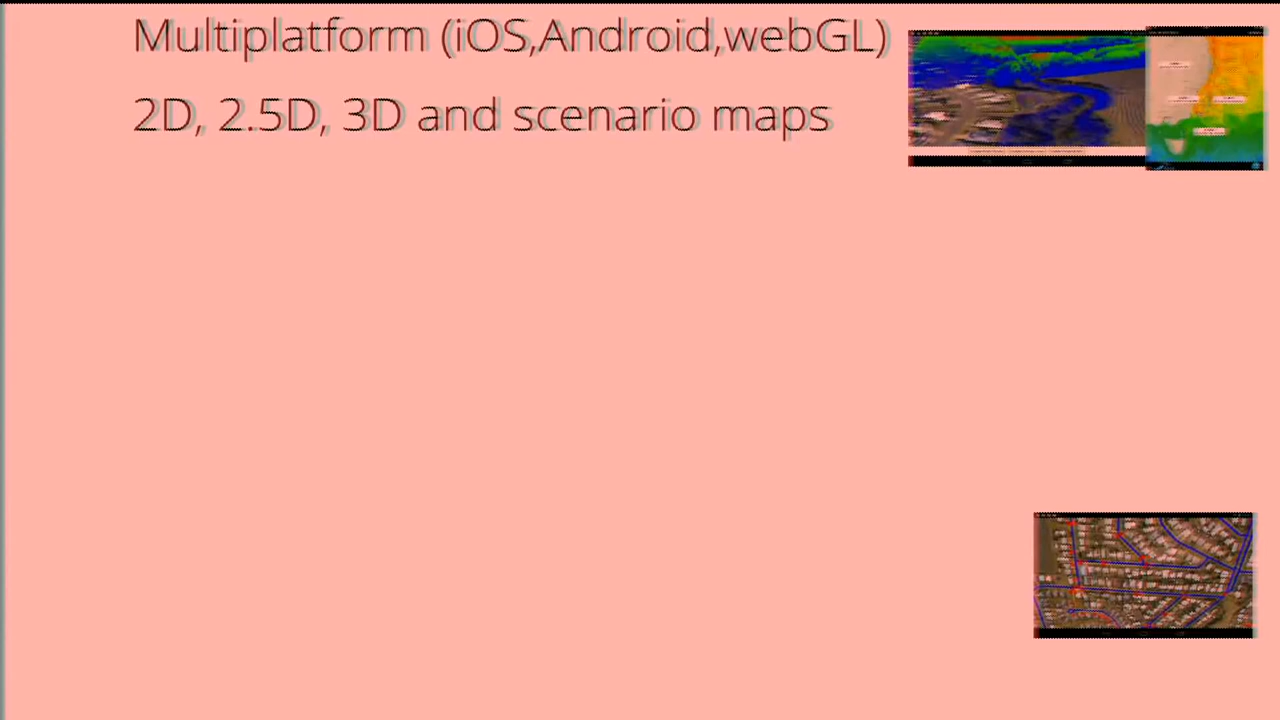 Multiplatform (iOS,Android,webGL)
2D, 2.5D, 3D and scenario maps